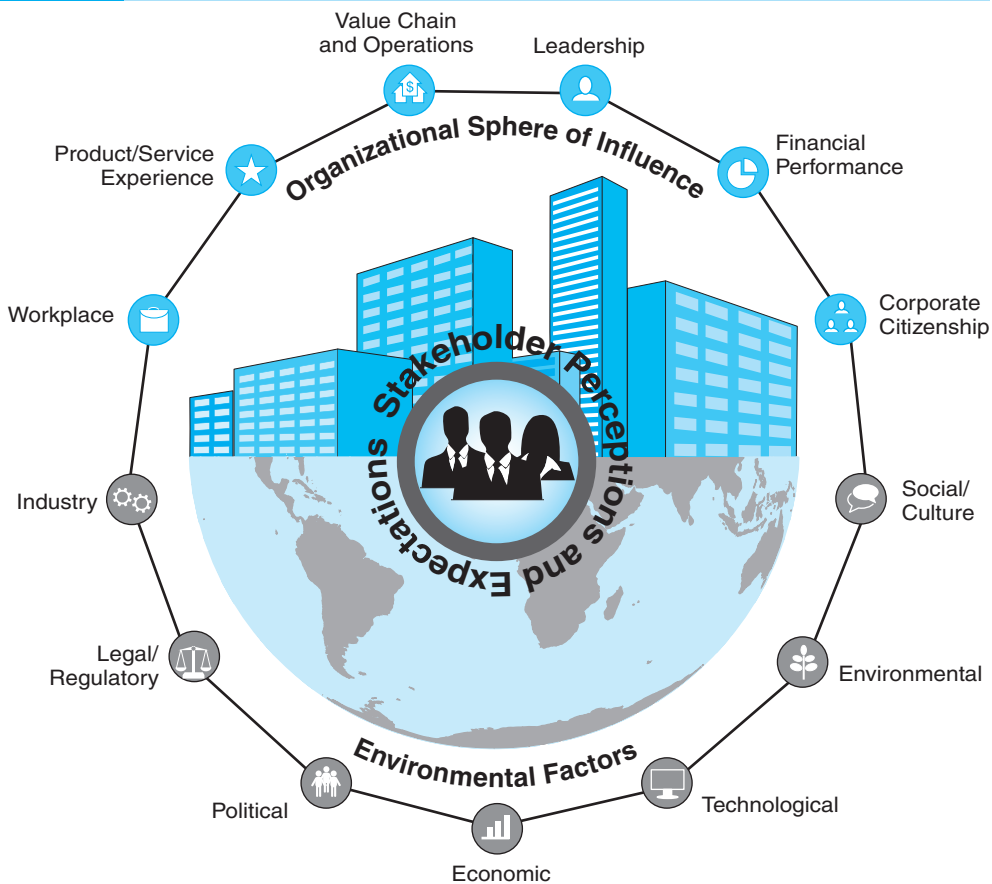 Value Chain
and Operations
Leadership
Organizational Sphere of Influence
Product/Service
Experience
Financial
Performance
Workplace
Corporate
Citizenship
$
Stakeholder Perceptions and Expectations
Industry
Social/
Culture
Legal/
Regulatory
Environmental
Environmental Factors
Political
Technological
Economic